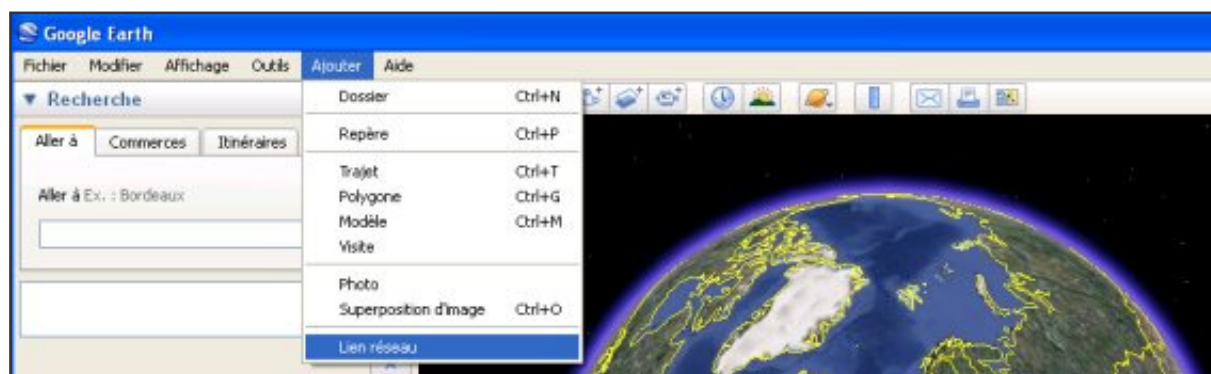 Google Earth
Fichier Modifier Affichage Outils Ajouter Aide
Recherche
Aller à Commerces Itinéraires
Aller à Ex. : Bordeaux
Dossier Ctrl+N
Repère Ctrl+P
Trajet Ctrl+T
Polygone Ctrl+G
Modèle Ctrl+M
Visite
Photo
Superposition d'image Ctrl+O
Lien réseau